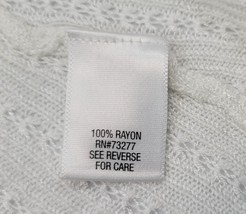 100% RAYON
RN#73277
SEE REVERSE
FOR CARE